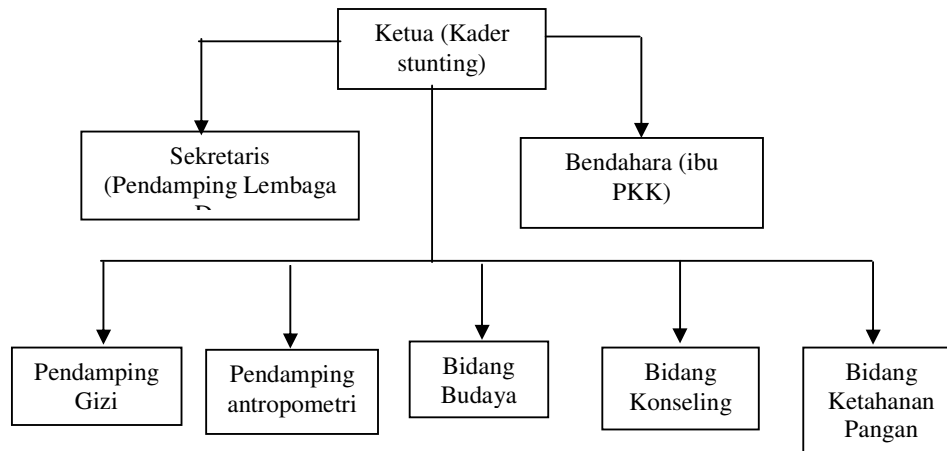 Ketua (Kader
stunting)
Sekretaris
(Pendamping Lembaga
Bendahara (ibu
PKK)
Pendamping
Gizi
Pendamping
antropometri
Bidang
Budaya
Bidang
Konseling
Bidang
Ketahanan
Pangan